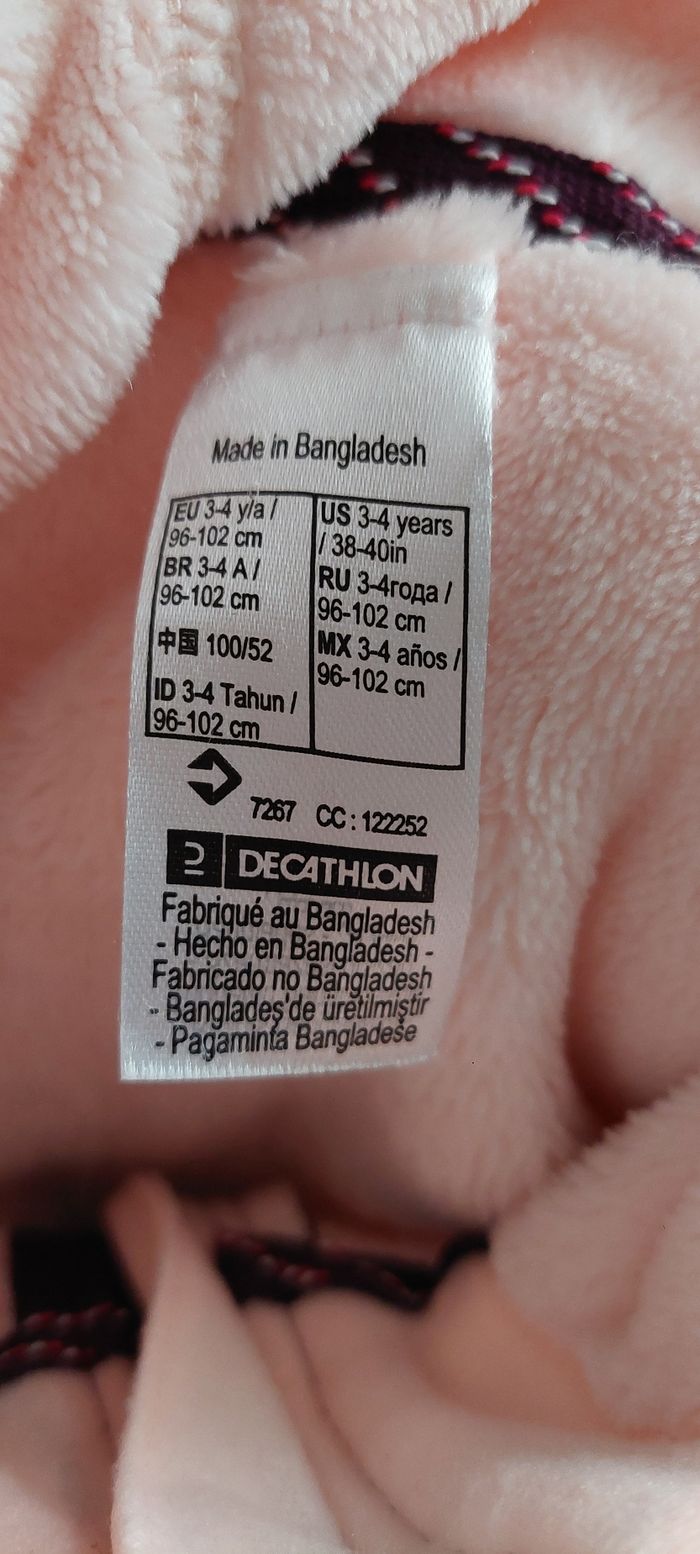 Made in Bangladesh
EU 3-4 y/a /
96-102 cm
BR 3-4 A /
96-102 cm
中国 100/52
ID 3-4 Tahun /
96-102 cm
US 3-4 years
/ 38-40in
RU 3-4года /
96-102 cm
MX 3-4 años /
96-102 cm
7267 CC : 122252
DECATHLON
Fabriqué au Bangladesh
- Hecho en Bangladesh -
Fabricado no Bangladesh
- Bangladeş'de üretilmiştir
- Pagaminta Bangladeše